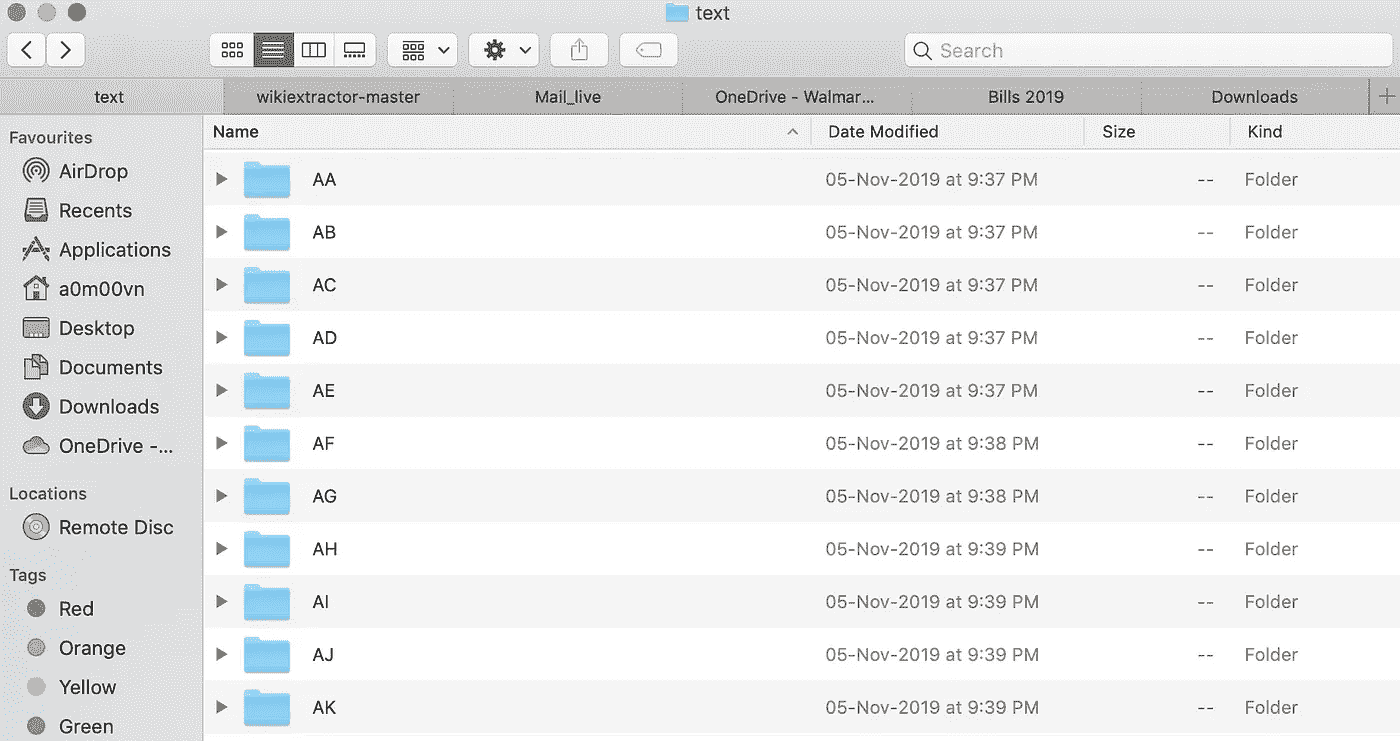 text
Search
text wikiextractor-master Mail_live OneDrive - Walmar... Bills 2019 Downloads
Name Date Modified Size Kind
Favourites
AirDrop
Recents
Applications
a0m00vn
Desktop
Documents
Downloads
OneDrive -...
Locations
Remote Disc
Tags
Red
Orange
Yellow
Green
AA 05-Nov-2019 at 9:37 PM -- Folder
AB 05-Nov-2019 at 9:37 PM -- Folder
AC 05-Nov-2019 at 9:37 PM -- Folder
AD 05-Nov-2019 at 9:37 PM -- Folder
AE 05-Nov-2019 at 9:37 PM -- Folder
AF 05-Nov-2019 at 9:38 PM -- Folder
AG 05-Nov-2019 at 9:38 PM -- Folder
AH 05-Nov-2019 at 9:39 PM -- Folder
AI 05-Nov-2019 at 9:39 PM -- Folder
AJ 05-Nov-2019 at 9:39 PM -- Folder
AK 05-Nov-2019 at 9:39 PM -- Folder